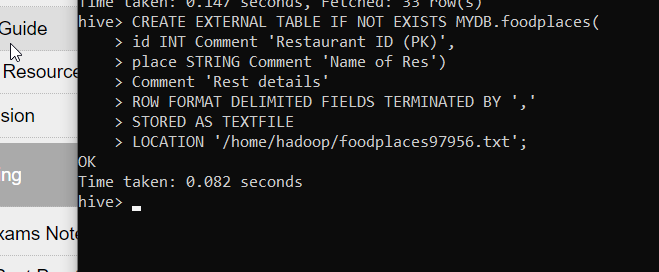 Time taken: 0.147 seconds, Fetched: 33 row(s)
hive> CREATE EXTERNAL TABLE IF NOT EXISTS MYDB.foodplaces(
> id INT Comment 'Restaurant ID (PK)',
> place STRING Comment 'Name of Res')
> Comment 'Rest details'
> ROW FORMAT DELIMITED FIELDS TERMINATED BY ','
> STORED AS TEXTFILE
> LOCATION '/home/hadoop/foodplaces97956.txt';
OK
Time taken: 0.082 seconds
hive>
Guide
Resource
sion
ng
xams Note